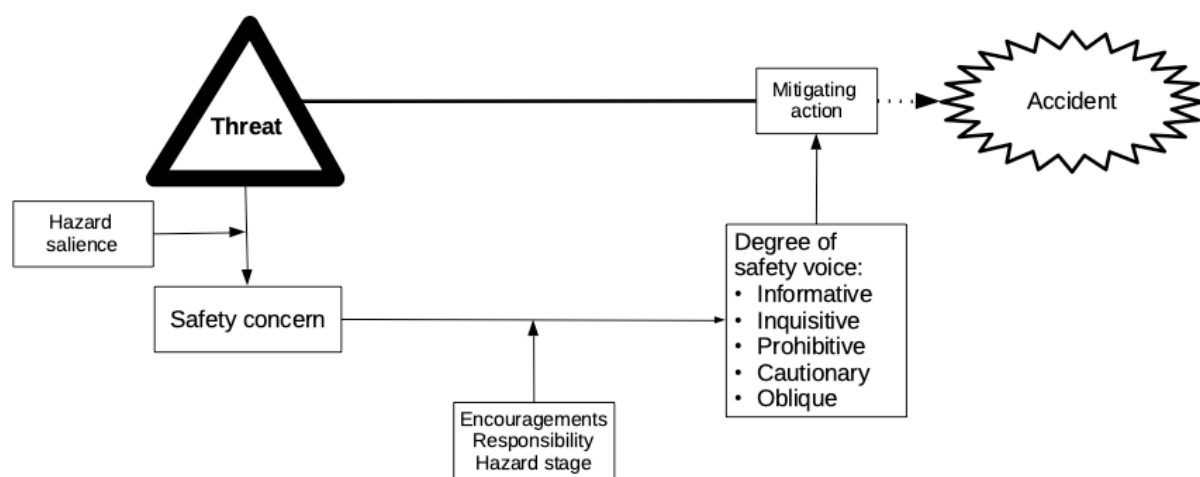 Threat
Mitigating
action
Accident
Hazard
salience
Safety concern
Degree of
safety voice:
• Informative
• Inquisitive
• Prohibitive
• Cautionary
• Oblique
Encouragements
Responsibility
Hazard stage